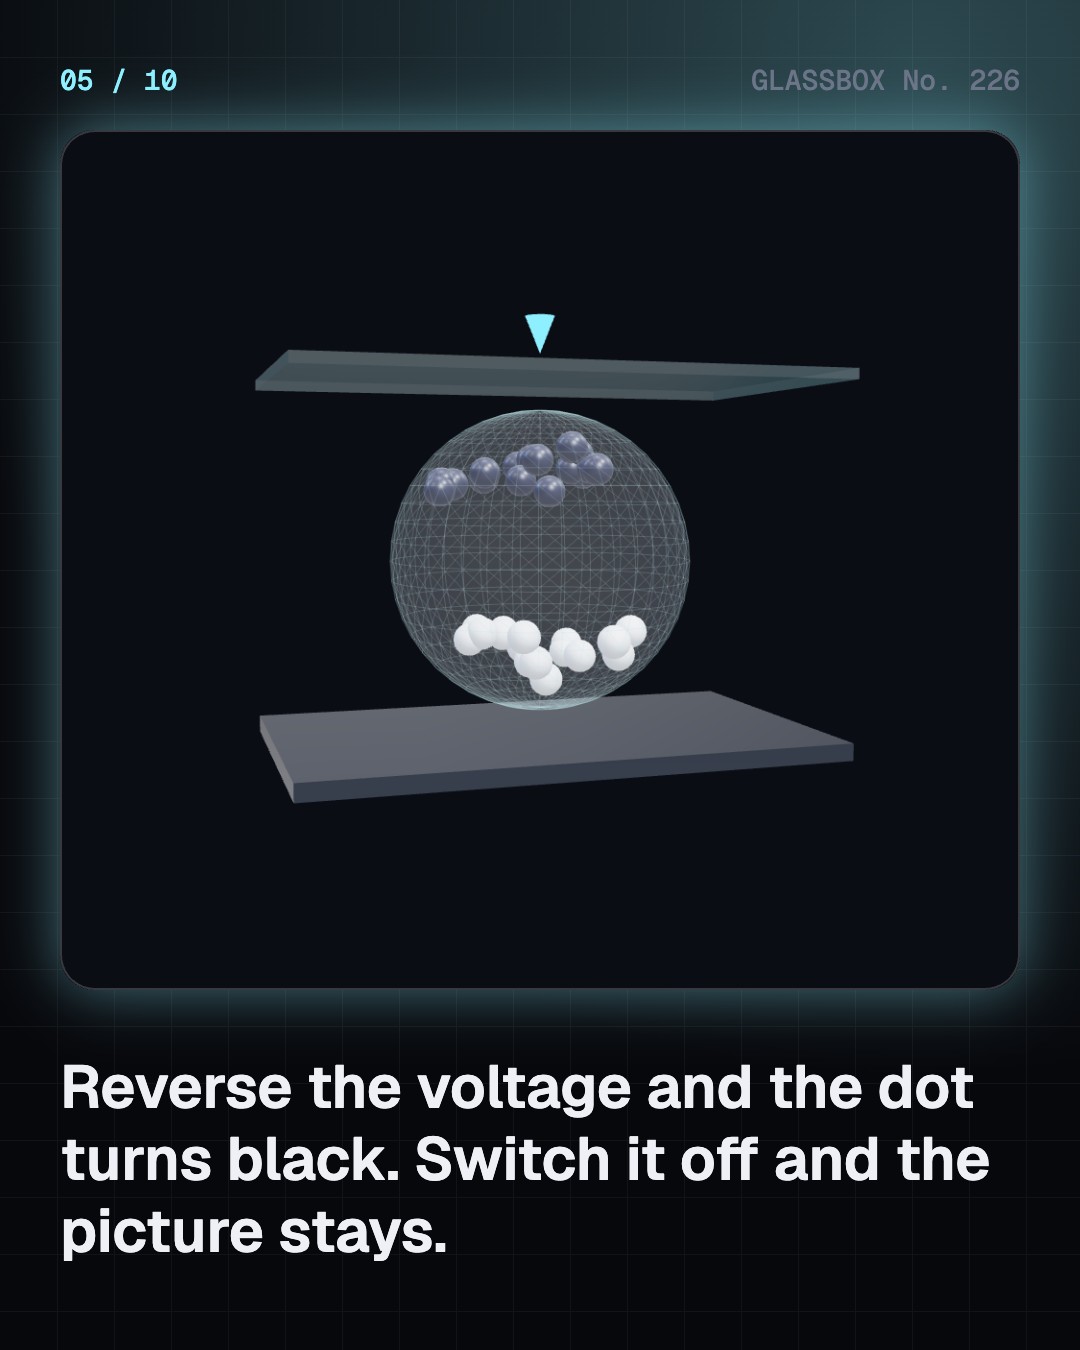 05 / 10
GLASSBOX No. 226
Reverse the voltage and the dot
turns black. Switch it off and the
picture stays.